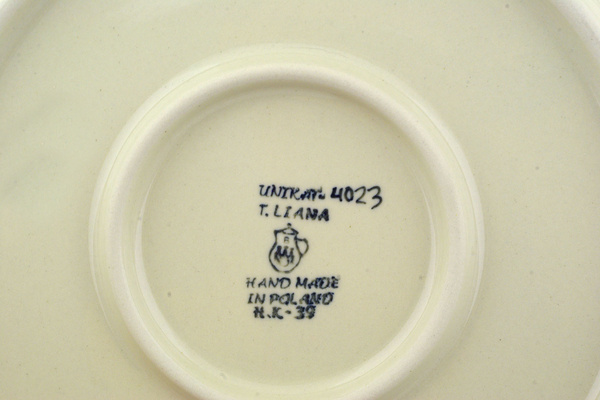 UNIKAT 4023
T. LIANA
HAND MADE
IN POLAND
H.K-39